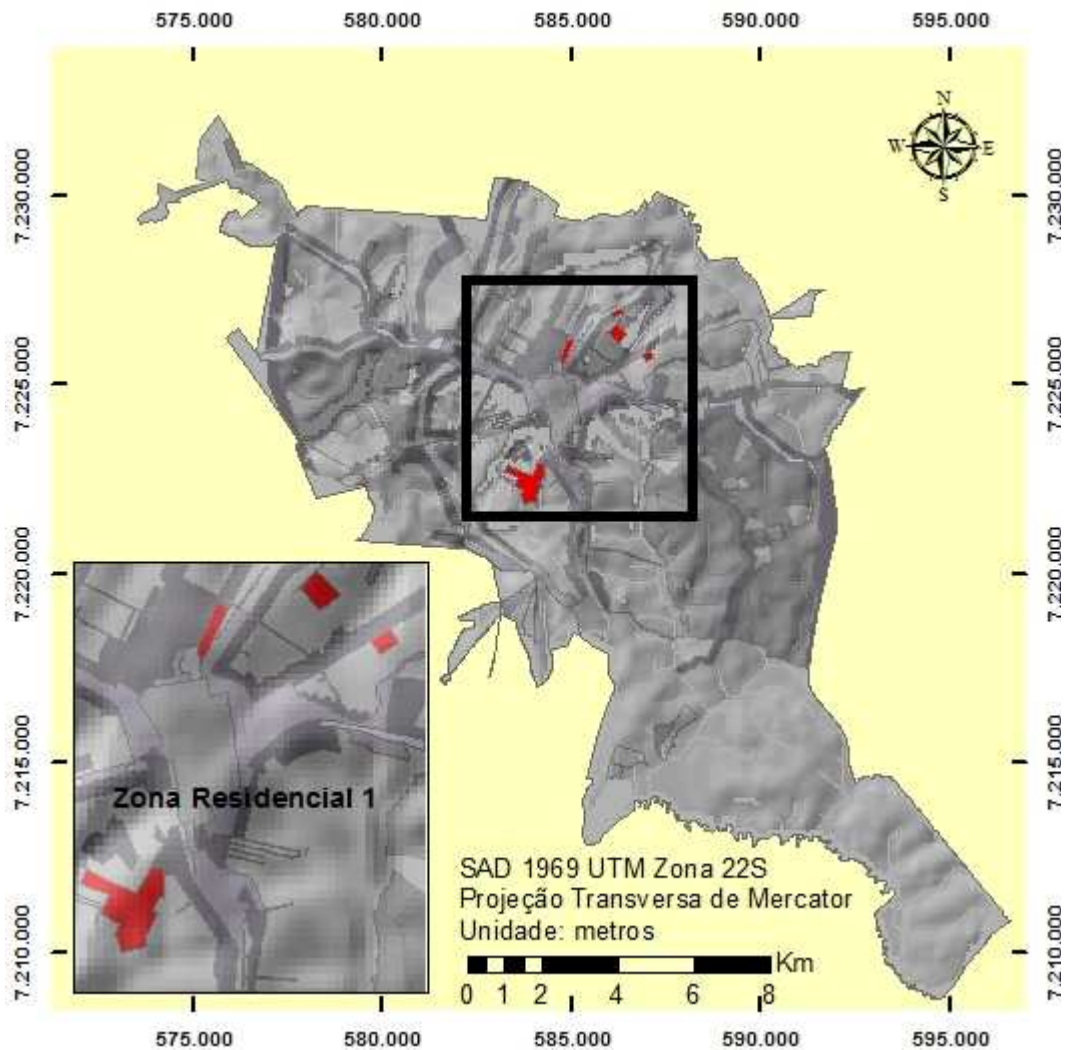 575.000 580.000 585.000 590.000 595.000
N
W E
S
7.230.000 7.230.000
7.225.000 7.225.000
7.220.000 7.220.000
7.215.000 7.215.000
7.210.000 7.210.000
Zona Residencial 1
SAD 1969 UTM Zona 22S
Projeção Transversa de Mercator
Unidade: metros
Km
0 1 2 4 6 8
575.000 580.000 585.000 590.000 595.000